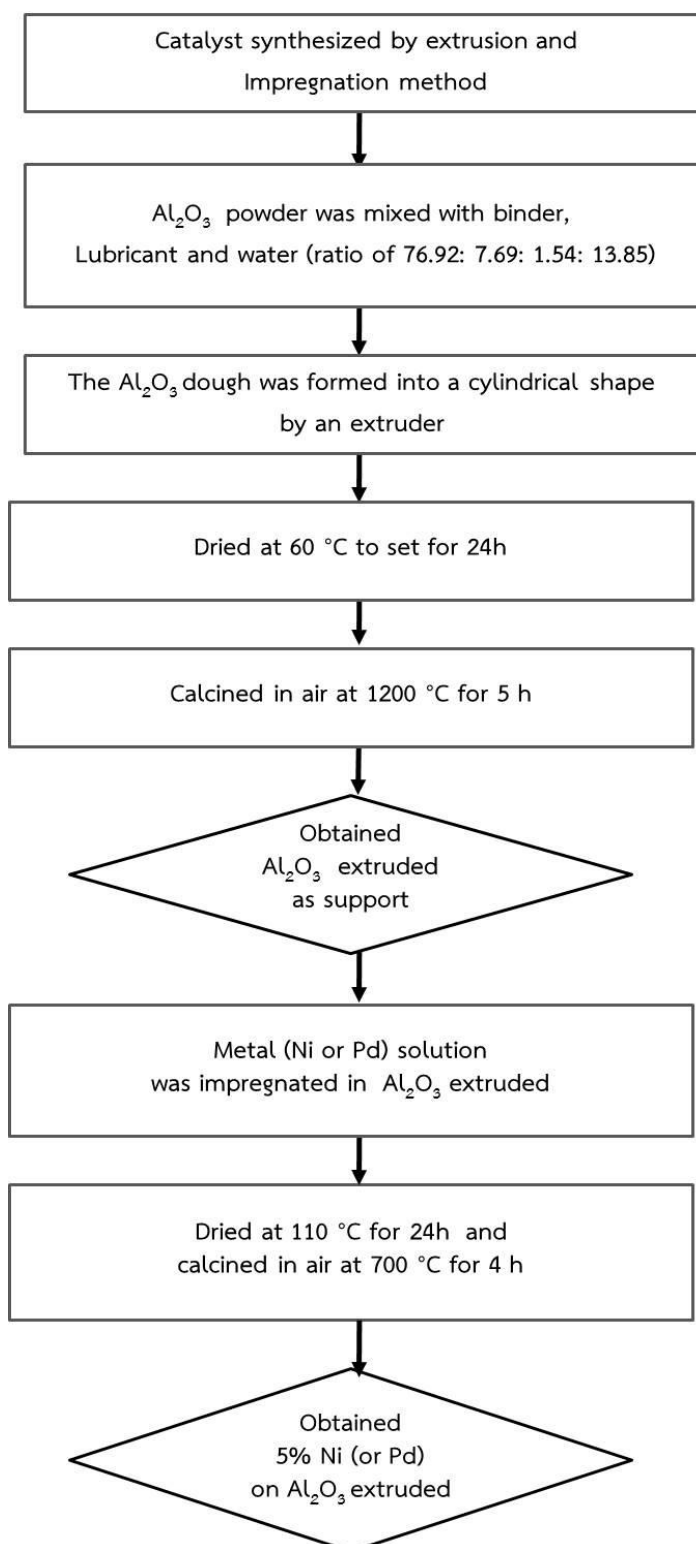 Catalyst synthesized by extrusion and
Impregnation method
Al₂O₃ powder was mixed with binder,
Lubricant and water (ratio of 76.92: 7.69: 1.54: 13.85)
The Al₂O₃ dough was formed into a cylindrical shape
by an extruder
Dried at 60 °C to set for 24h
Calcined in air at 1200 °C for 5 h
Obtained
Al₂O₃ extruded
as support
Metal (Ni or Pd) solution
was impregnated in Al₂O₃ extruded
Dried at 110 °C for 24h and
calcined in air at 700 °C for 4 h
Obtained
5% Ni (or Pd)
on Al₂O₃ extruded